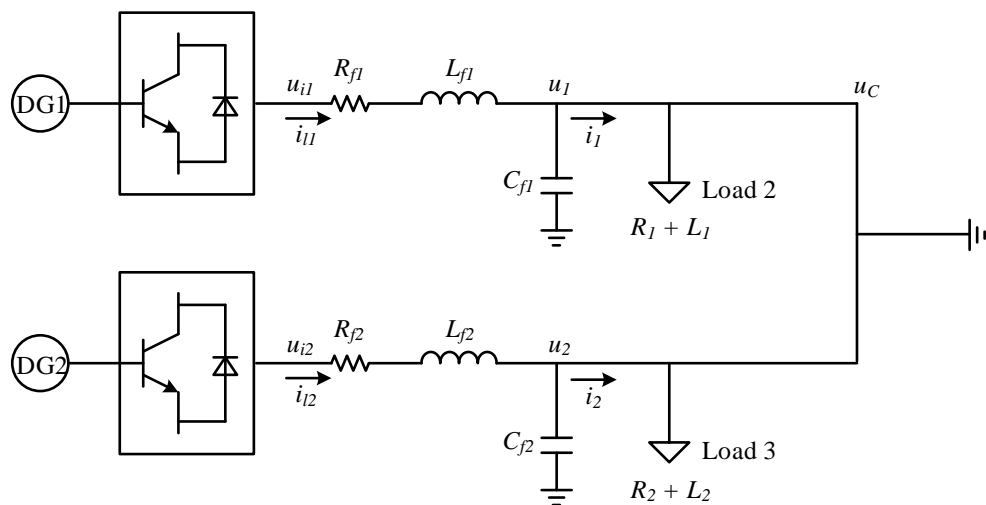 DG1
u_{i1}
i_{l1}
R_{f1}
L_{f1}
u_1
i_1
C_{f1}
Load 2
R_1 + L_1
u_C
DG2
u_{i2}
i_{l2}
R_{f2}
L_{f2}
u_2
i_2
C_{f2}
Load 3
R_2 + L_2